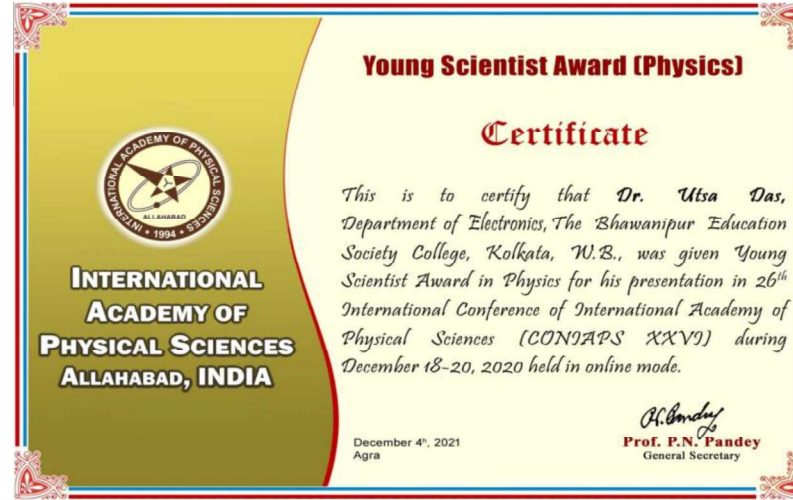 Young Scientist Award (Physics)
Certificate
This is to certify that Dr. Utsa Das,
Department of Electronics, The Bhawanipur Education
Society College, Kolkata, W.B., was given Young
Scientist Award in Physics for his presentation in 26th
International Conference of International Academy of
Physical Sciences (CONIAPS XXVI) during
December 18-20, 2020 held in online mode.
INTERNATIONAL ACADEMY OF PHYSICAL SCIENCES
ALLAHABAD
• 1994 •
INTERNATIONAL
ACADEMY OF
PHYSICAL SCIENCES
ALLAHABAD, INDIA
December 4th, 2021
Agra
Prof. P.N. Pandey
General Secretary